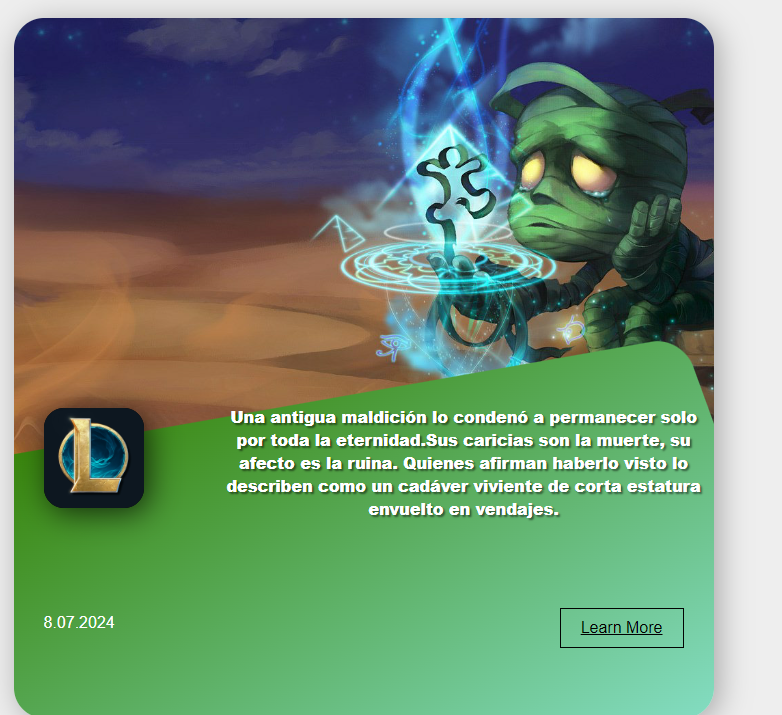 Una antigua maldición lo condenó a permanecer solo
por toda la eternidad.Sus caricias son la muerte, su
afecto es la ruina. Quienes afirman haberlo visto lo
describen como un cadáver viviente de corta estatura
envuelto en vendajes.
8.07.2024
Learn More